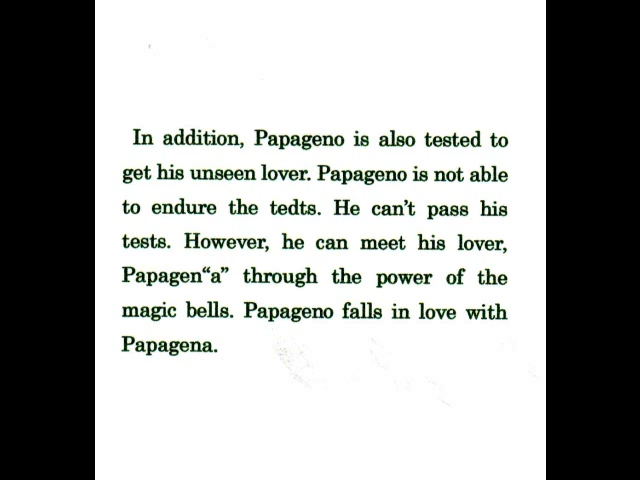 In addition, Papageno is also tested to
get his unseen lover. Papageno is not able
to endure the tedts. He can't pass his
tests. However, he can meet his lover,
Papagen“a” through the power of the
magic bells. Papageno falls in love with
Papagena.